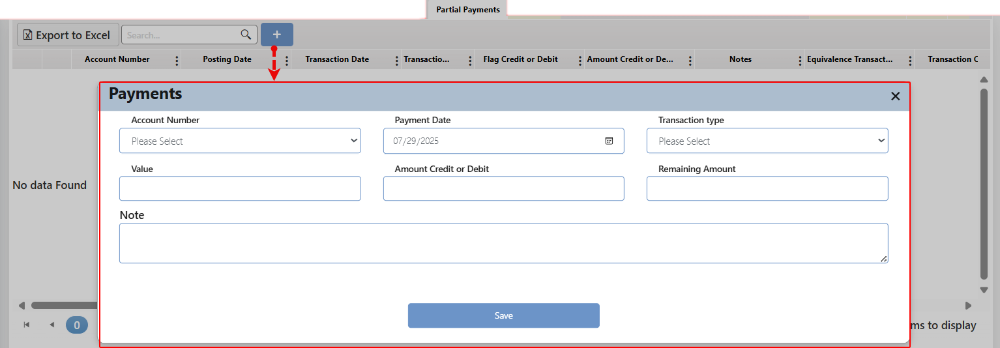 Partial Payments
Export to Excel Search... +
Account Number Posting Date Transaction Date Transactio... Flag Credit or Debit Amount Credit or De... Notes Equivalence Transact... Transaction C
Payments
Account Number Payment Date Transaction type
Please Select 07/29/2025 Please Select
Value Amount Credit or Debit Remaining Amount
No data Found
Note
Save
0 ms to display